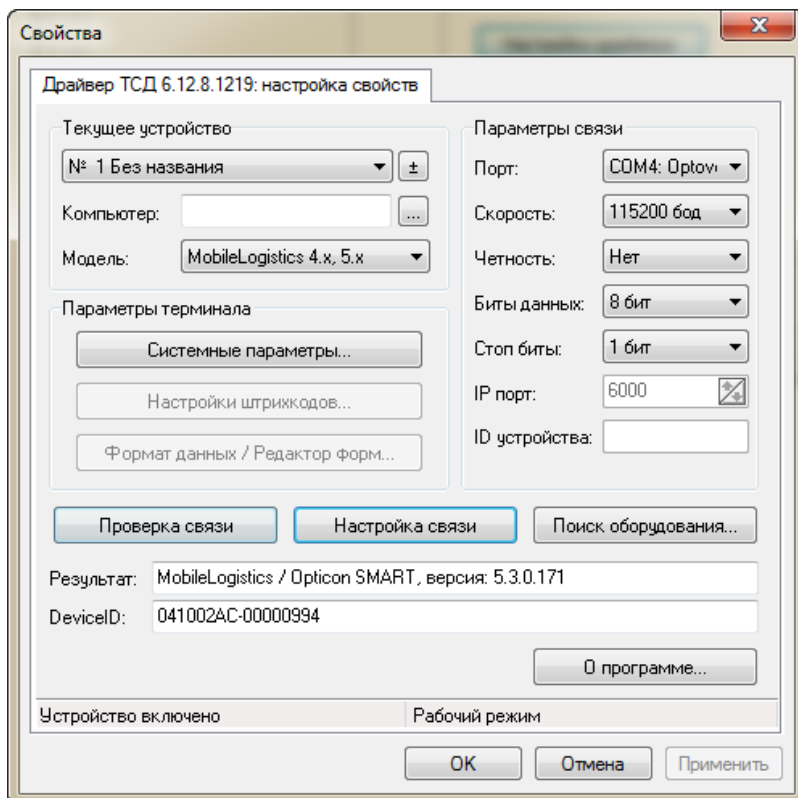 Свойства
Драйвер ТСД 6.12.8.1219: настройка свойств
Текущее устройство
№ 1 Без названия
±
Компьютер:
...
Модель:
MobileLogistics 4.x, 5.x
Параметры терминала
Системные параметры...
Настройки штрихкодов...
Формат данных / Редактор форм...
Параметры связи
Порт:
COM4: Optovi
Скорость:
115200 бод
Четность:
Нет
Биты данных:
8 бит
Стоп биты:
1 бит
IP порт:
6000
ID устройства:
Проверка связи
Настройка связи
Поиск оборудования...
Результат:
MobileLogistics / Opticon SMART, версия: 5.3.0.171
DeviceID:
041002AC-00000994
О программе...
Устройство включено
Рабочий режим
OK
Отмена
Применить